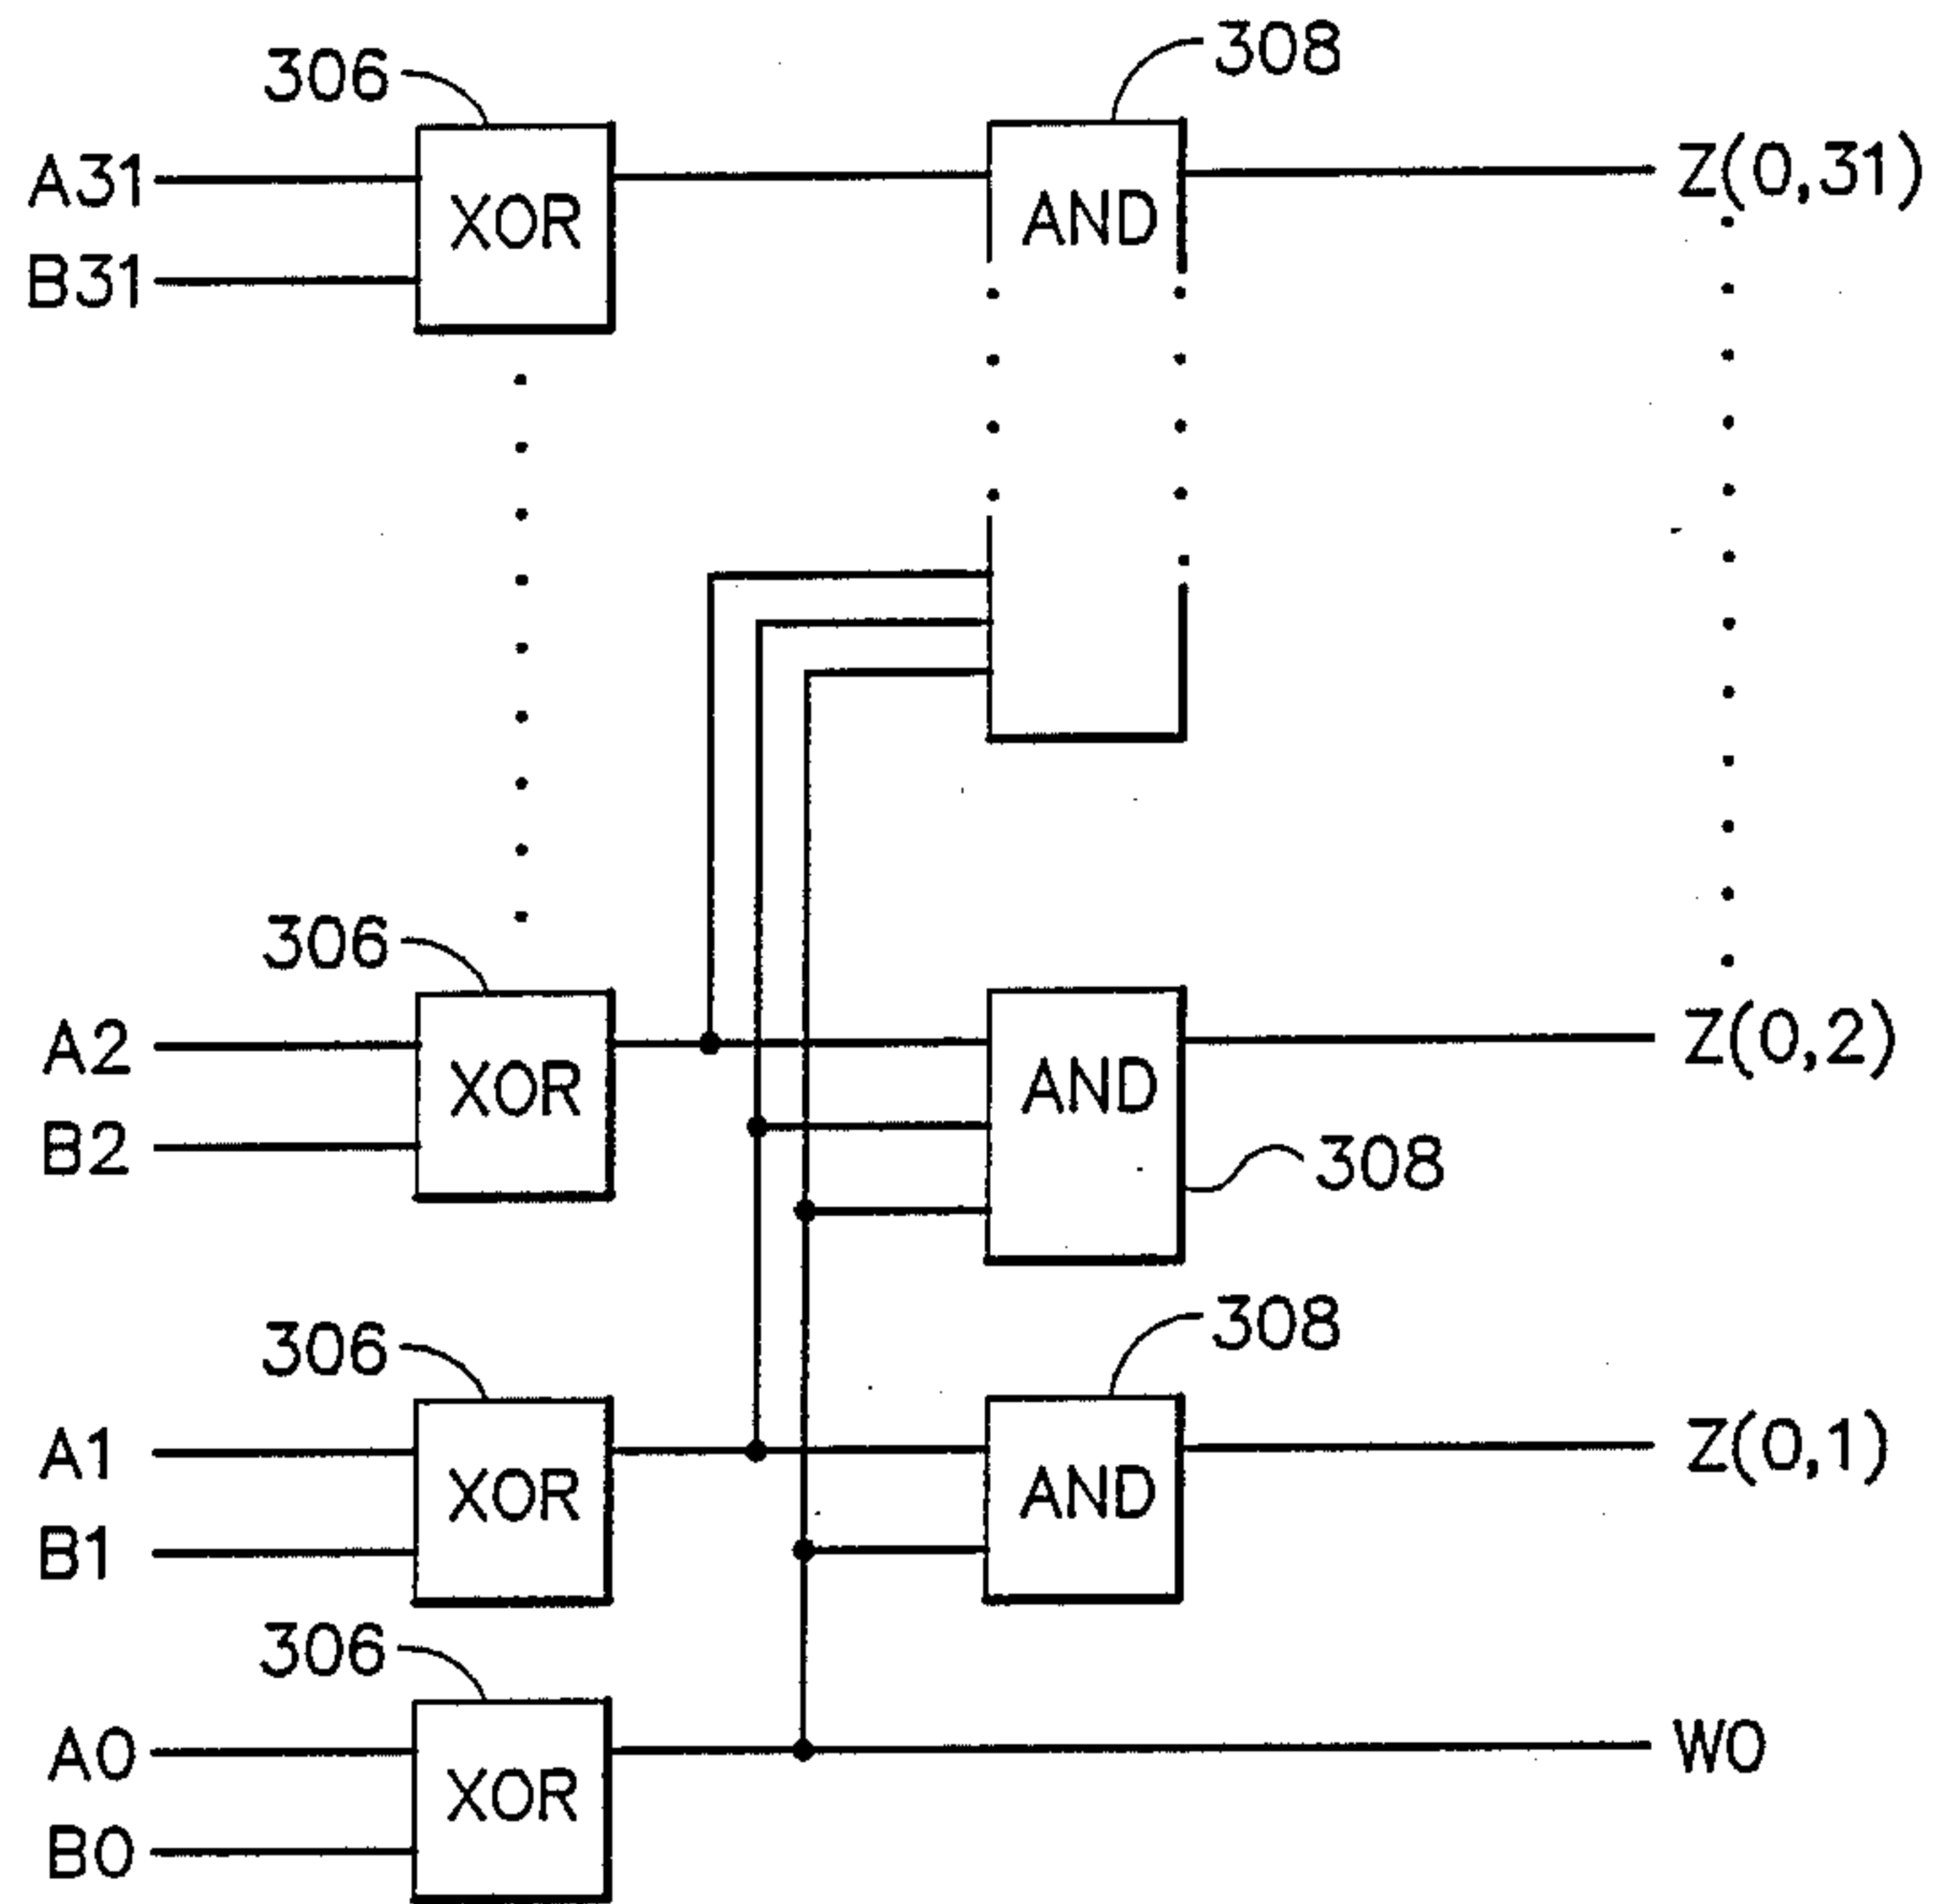 306
308
A31
XOR
AND
Z(0,31)
B31
306
A2
XOR
AND
Z(0,2)
B2
308
306
308
A1
XOR
AND
Z(0,1)
B1
306
A0
XOR
W0
B0